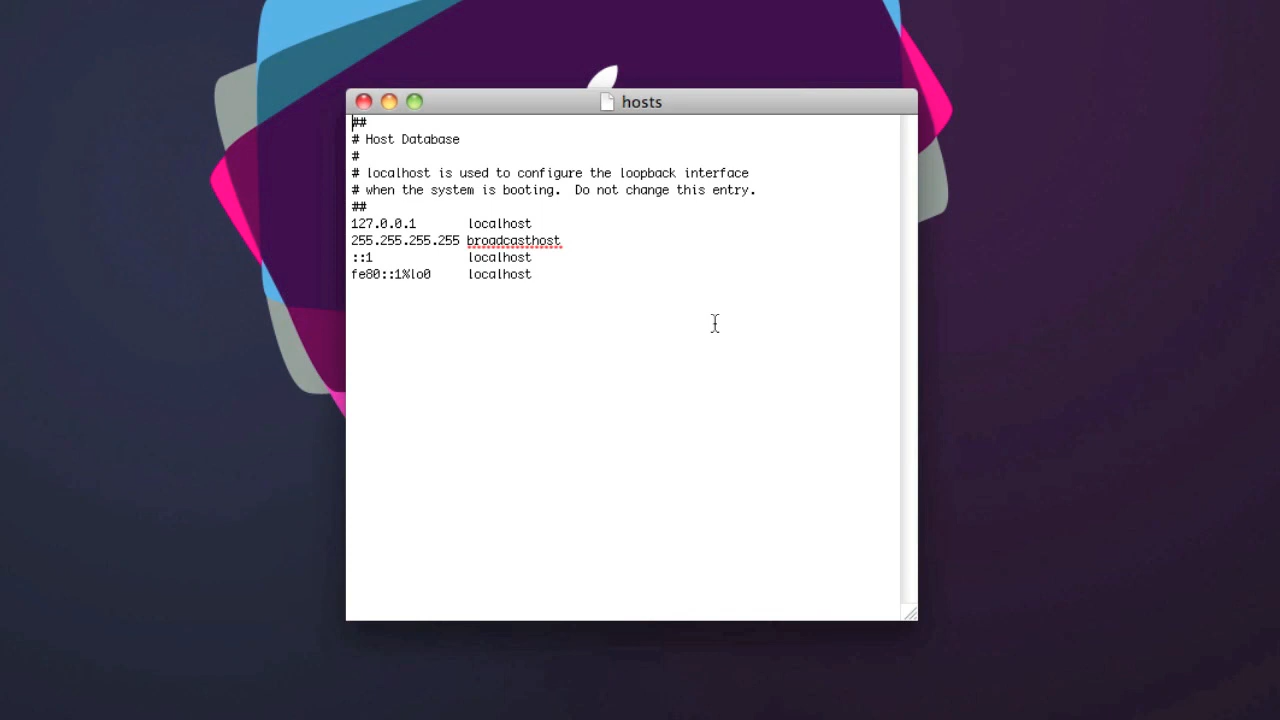 hosts
##
# Host Database
#
# localhost is used to configure the loopback interface
# when the system is booting.  Do not change this entry.
##
127.0.0.1       localhost
255.255.255.255 broadcasthost
::1             localhost
fe80::1%lo0     localhost